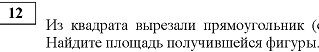 12
Из квадрата вырезали прямоугольник (
Найдите площадь получившейся фигуры.